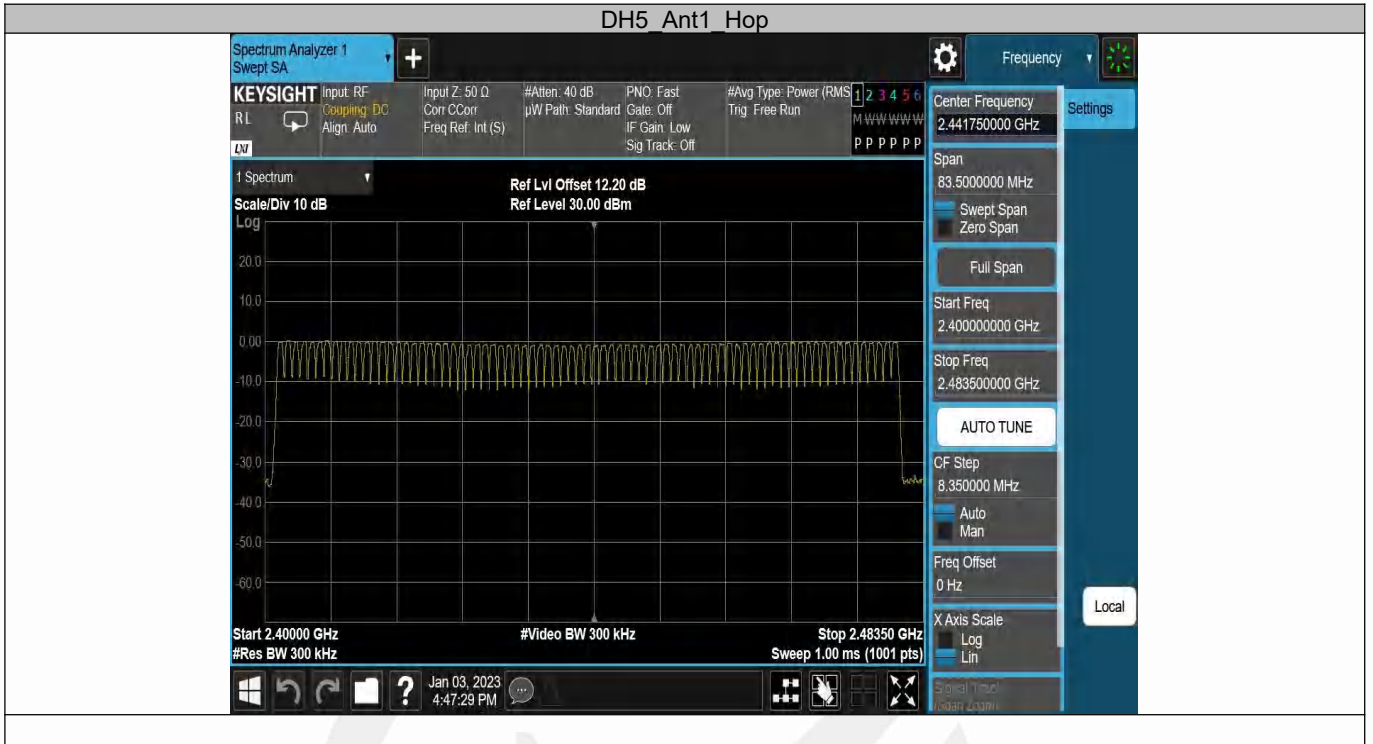 DH5_Ant1_Hop
Spectrum Analyzer 1
Swept SA
+
Frequency
KEYSIGHT
RL
LXI
Input: RF
Coupling: DC
Align: Auto
Input Z: 50 Ω
Corr CCorr
Freq Ref: Int (S)
#Atten: 40 dB
µW Path: Standard
PNO: Fast
Gate: Off
IF Gain: Low
Sig Track: Off
#Avg Type: Power (RMS
Trig: Free Run
1 2 3 4 5 6
M W W W W W
P P P P P P
Center Frequency
2.441750000 GHz
Settings
1 Spectrum
Ref Lvl Offset 12.20 dB
Scale/Div 10 dB
Ref Level 30.00 dBm
Log
20.0
10.0
0.00
-10.0
-20.0
-30.0
-40.0
-50.0
-60.0
Span
83.5000000 MHz
Swept Span
Zero Span
Full Span
Start Freq
2.400000000 GHz
Stop Freq
2.483500000 GHz
AUTO TUNE
CF Step
8.350000 MHz
Auto
Man
Freq Offset
0 Hz
X Axis Scale
Log
Lin
Signal Track
(Span Zoom)
Local
Start 2.40000 GHz
#Video BW 300 kHz
Stop 2.48350 GHz
#Res BW 300 kHz
Sweep 1.00 ms (1001 pts)
?
Jan 03, 2023
4:47:29 PM